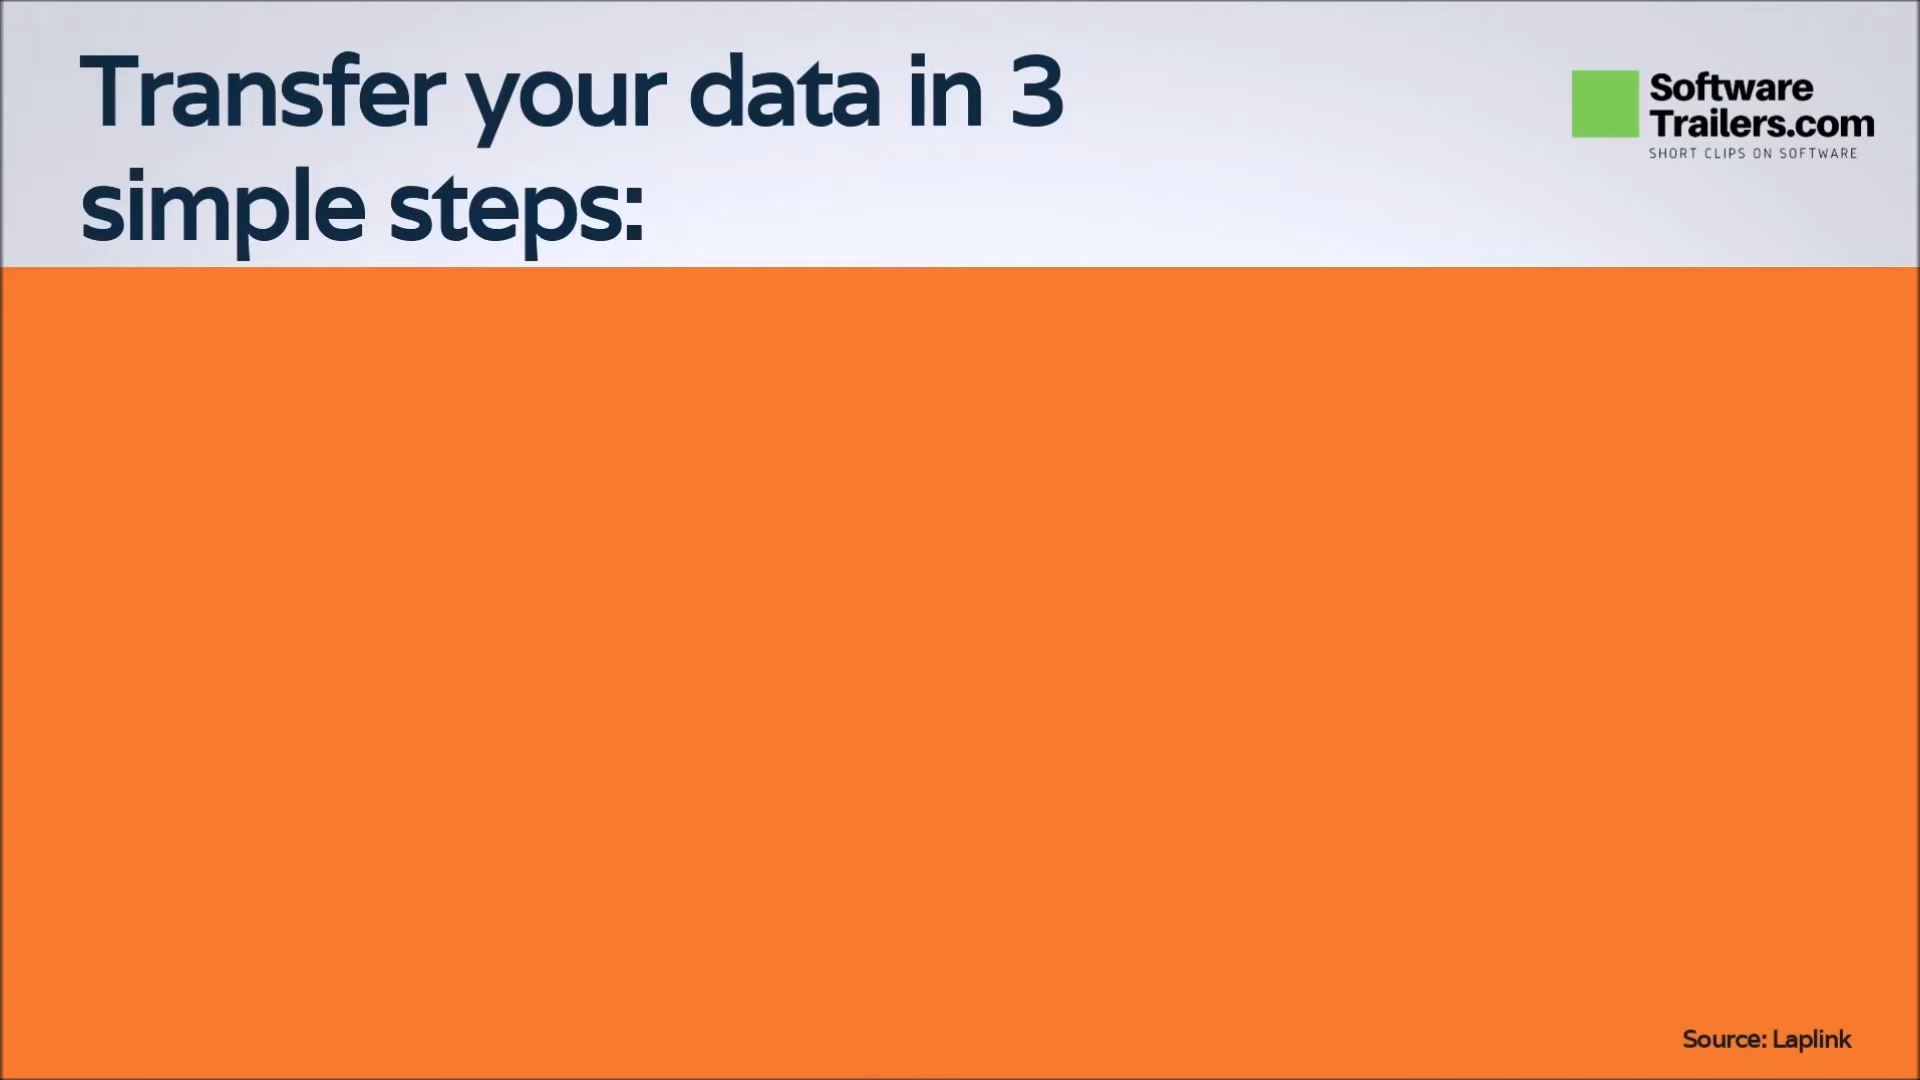 Transfer your data in 3
simple steps:
Software
Trailers.com
SHORT CLIPS ON SOFTWARE
Source: Laplink